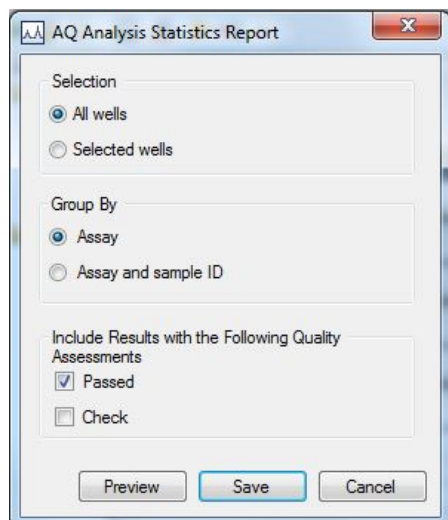 AQ Analysis Statistics Report
Selection
All wells
Selected wells
Group By
Assay
Assay and sample ID
Include Results with the Following Quality
Assessments
Passed
Check
Preview Save Cancel